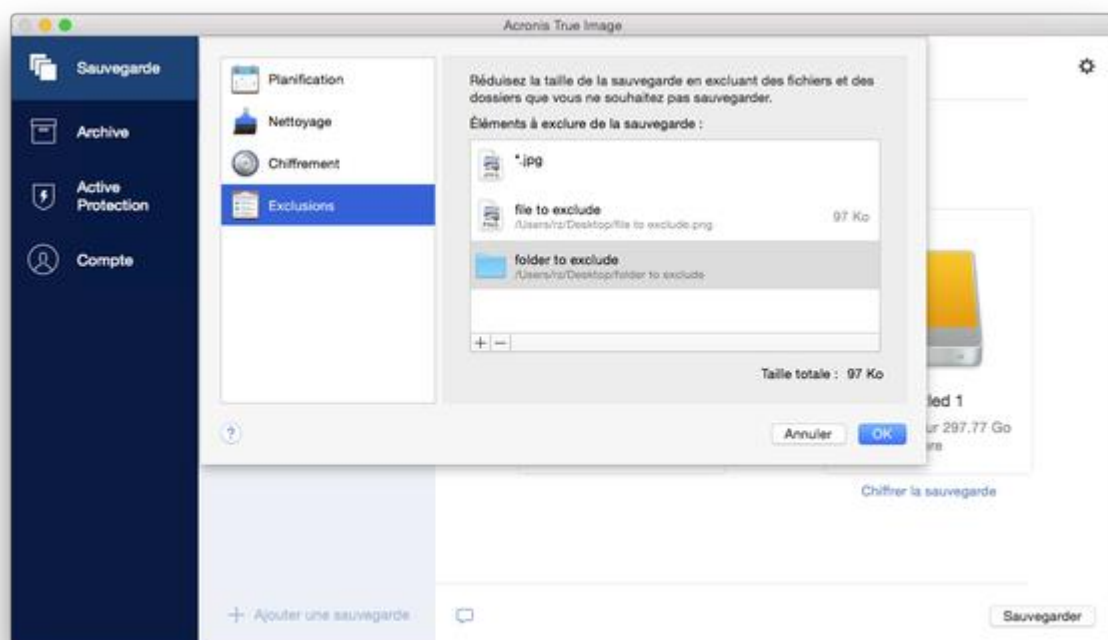 Acronis True Image
Sauvegarde
Archive
Active
Protection
Compte
Planification
Nettoyage
Chiffrement
Exclusions
Réduisez la taille de la sauvegarde en excluant des fichiers et des
dossiers que vous ne souhaitez pas sauvegarder.
Éléments à exclure de la sauvegarde :
*.jpg
file to exclude
/Users/rz/Desktop/file to exclude.png
97 Ko
folder to exclude
/Users/rz/Desktop/folder to exclude
+ −
Taille totale : 97 Ko
?
Annuler
OK
led 1
ur 297.77 Go
re
Chiffrer la sauvegarde
+ Ajouter une sauvegarde
Sauvegarder